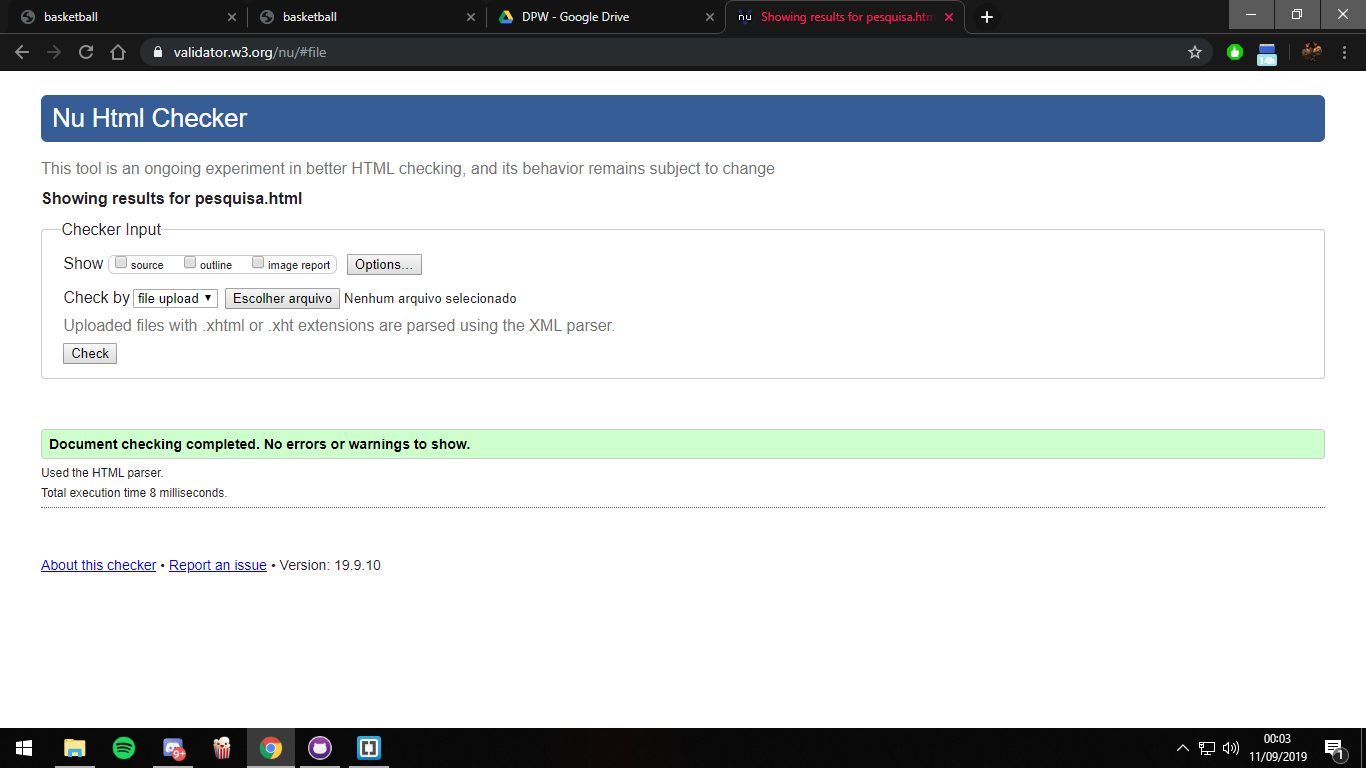 basketball
basketball
DPW - Google Drive
Showing results for pesquisa.htm
validator.w3.org/nu/#file
14h
Nu Html Checker
This tool is an ongoing experiment in better HTML checking, and its behavior remains subject to change
Showing results for pesquisa.html
Checker Input
Show source outline image report Options...
Check by file upload Escolher arquivo Nenhum arquivo selecionado
Uploaded files with .xhtml or .xht extensions are parsed using the XML parser.
Check
Document checking completed. No errors or warnings to show.
Used the HTML parser.
Total execution time 8 milliseconds.
About this checker • Report an issue • Version: 19.9.10
9+
00:03
11/09/2019
1